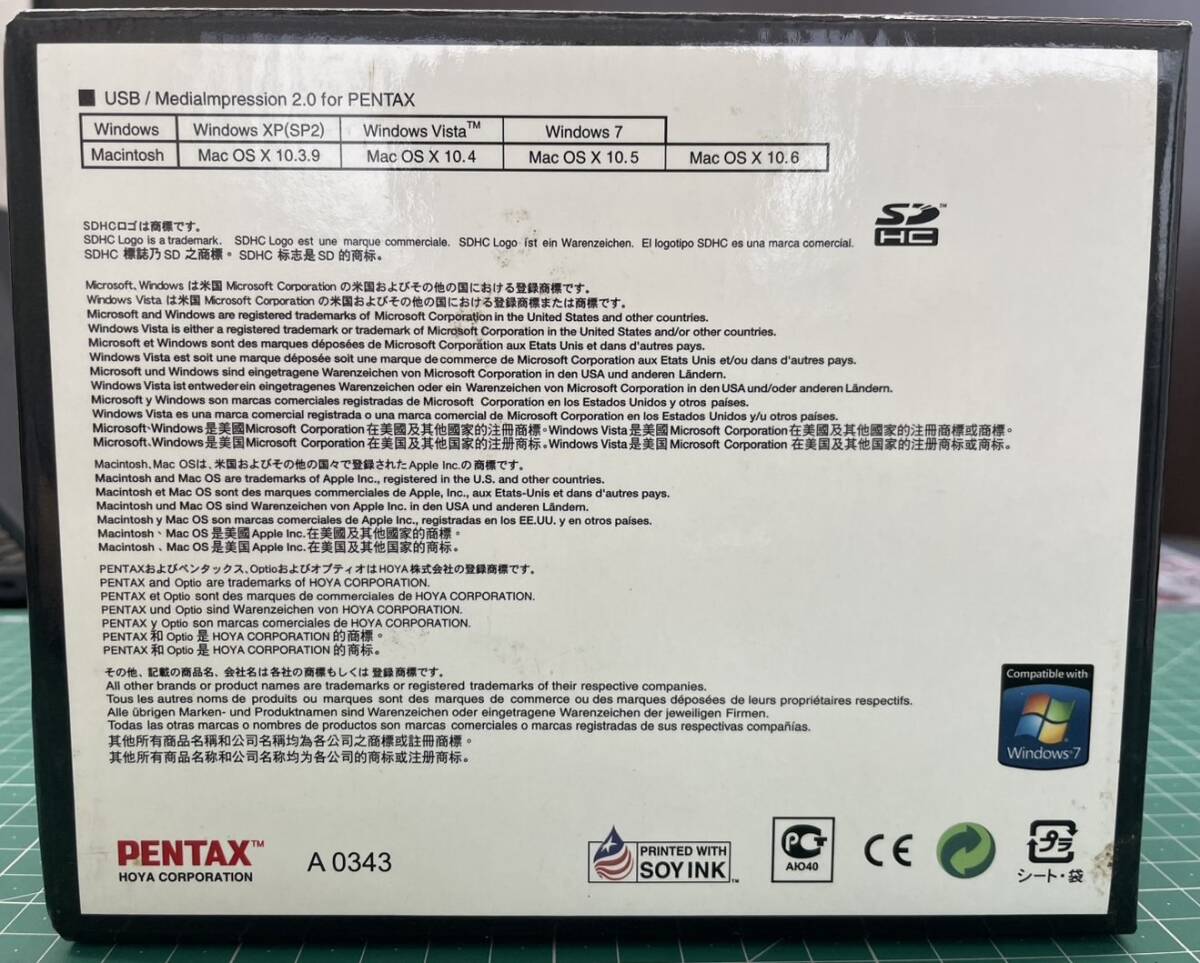 ■ USB / MediaImpression 2.0 for PENTAX
Windows Windows XP(SP2) Windows Vista™ Windows 7
Macintosh Mac OS X 10.3.9 Mac OS X 10.4 Mac OS X 10.5 Mac OS X 10.6
SD™
HC
SDHCロゴは商標です。
SDHC Logo is a trademark. SDHC Logo est une marque commerciale. SDHC Logo ist ein Warenzeichen. El logotipo SDHC es una marca comercial.
SDHC 標誌乃 SD 之商標。SDHC 标志是 SD 的商标。
Microsoft、Windows は米国 Microsoft Corporation の米国およびその他の国における登録商標です。
Windows Vista は米国 Microsoft Corporation の米国およびその他の国における登録商標または商標です。
Microsoft and Windows are registered trademarks of Microsoft Corporation in the United States and other countries.
Windows Vista is either a registered trademark or trademark of Microsoft Corporation in the United States and/or other countries.
Microsoft et Windows sont des marques déposées de Microsoft Corporation aux Etats Unis et dans d'autres pays.
Windows Vista est soit une marque déposée soit une marque de commerce de Microsoft Corporation aux Etats Unis et/ou dans d'autres pays.
Microsoft und Windows sind eingetragene Warenzeichen von Microsoft Corporation in den USA und anderen Ländern.
Windows Vista ist entweder ein eingetragenes Warenzeichen oder ein Warenzeichen von Microsoft Corporation in den USA und/oder anderen Ländern.
Microsoft y Windows son marcas comerciales registradas de Microsoft Corporation en los Estados Unidos y otros países.
Windows Vista es una marca comercial registrada o una marca comercial de Microsoft Corporation en los Estados Unidos y/u otros países.
Microsoft、Windows是美國Microsoft Corporation在美國及其他國家的注冊商標。Windows Vista是美國Microsoft Corporation在美國及其他國家的注冊商標或商標。
Microsoft、Windows是美国Microsoft Corporation在美国及其他国家的注册商标。Windows Vista是美国Microsoft Corporation 在美国及其他国家的注册商标或商标。
Macintosh、Mac OSは、米国およびその他の国々で登録されたApple Inc.の商標です。
Macintosh and Mac OS are trademarks of Apple Inc., registered in the U.S. and other countries.
Macintosh et Mac OS sont des marques commerciales de Apple, Inc., aux Etats-Unis et dans d'autres pays.
Macintosh und Mac OS sind Warenzeichen von Apple Inc. in den USA und anderen Ländern.
Macintosh y Mac OS son marcas comerciales de Apple Inc., registradas en los EE.UU. y en otros países.
Macintosh、Mac OS 是美國 Apple Inc. 在美國及其他國家的商標。
Macintosh、Mac OS 是美国 Apple Inc. 在美国及其他国家的商标。
PENTAXおよびペンタックス、OptioおよびオプティオはHOYA株式会社の登録商標です。
PENTAX and Optio are trademarks of HOYA CORPORATION.
PENTAX et Optio sont des marques de commerciales de HOYA CORPORATION.
PENTAX und Optio sind Warenzeichen von HOYA CORPORATION.
PENTAX y Optio son marcas comerciales de HOYA CORPORATION.
PENTAX 和 Optio 是 HOYA CORPORATION 的商標。
PENTAX 和 Optio 是 HOYA CORPORATION 的商标。
その他、記載の商品名、会社名は各社の商標もしくは登録商標です。
All other brands or product names are trademarks or registered trademarks of their respective companies.
Tous les autres noms de produits ou marques sont des marques de commerce ou des marques déposées de leurs propriétaires respectifs.
Alle übrigen Marken- und Produktnamen sind Warenzeichen oder eingetragene Warenzeichen der jeweiligen Firmen.
Todas las otras marcas o nombres de productos son marcas comerciales o marcas registradas de sus respectivas compañías.
其他所有商品名稱和公司名稱均為各公司之商標或註冊商標。
其他所有商品名称和公司名称均为各公司的商标或注册商标。
Compatible with
Windows®7
PENTAX™
HOYA CORPORATION
A 0343
PRINTED WITH
SOY INK™
РСТ
АЮ40
CE
プラ
シート・袋